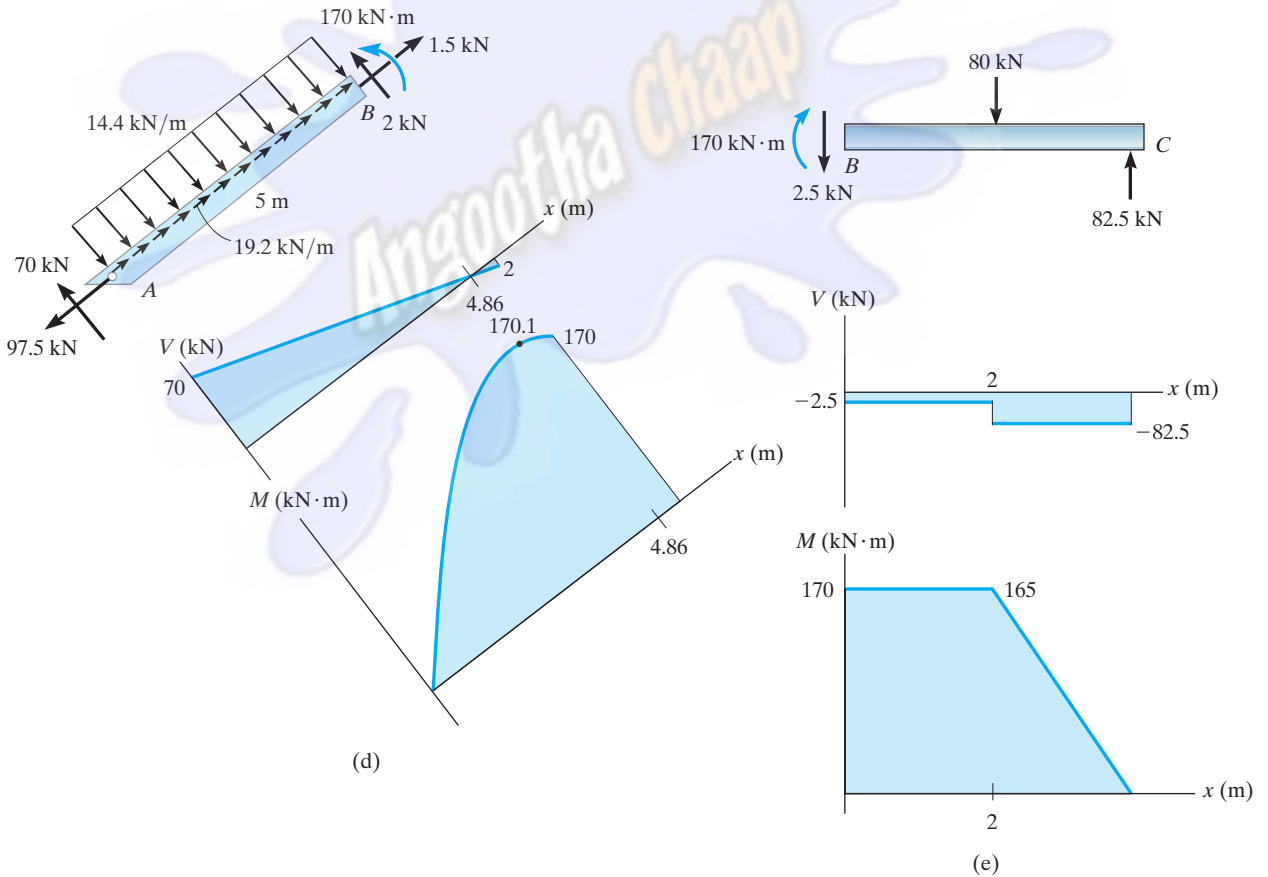 170 kN·m
1.5 kN
14.4 kN/m
B
2 kN
5 m
19.2 kN/m
70 kN
A
97.5 kN
x (m)
2
4.86
V (kN)
70
170.1
170
x (m)
M (kN·m)
4.86
(d)
Angootha Chaap
80 kN
170 kN·m
B
C
2.5 kN
82.5 kN
V (kN)
2
x (m)
−2.5
−82.5
M (kN·m)
170
165
x (m)
2
(e)